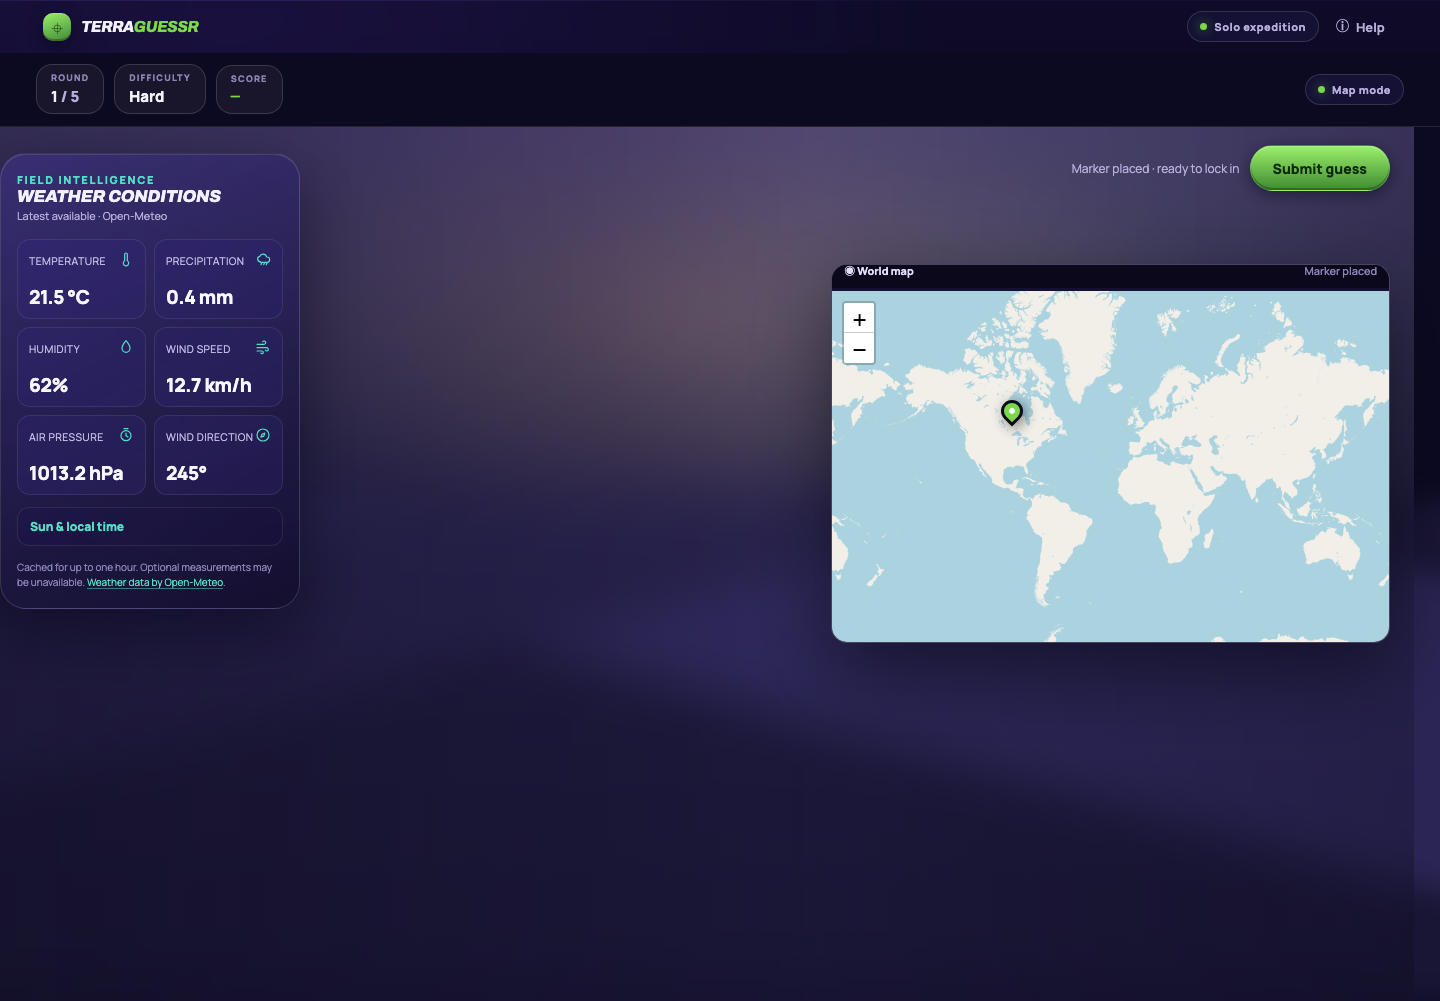 TERRAGUESSR
Solo expedition
Help
ROUND
1 / 5
DIFFICULTY
Hard
SCORE
—
Map mode
FIELD INTELLIGENCE
WEATHER CONDITIONS
Latest available · Open-Meteo
TEMPERATURE
21.5 °C
PRECIPITATION
0.4 mm
HUMIDITY
62%
WIND SPEED
12.7 km/h
AIR PRESSURE
1013.2 hPa
WIND DIRECTION
245°
Sun & local time
Cached for up to one hour. Optional measurements may
be unavailable. Weather data by Open-Meteo.
Marker placed · ready to lock in
Submit guess
◉ World map
Marker placed
+
−